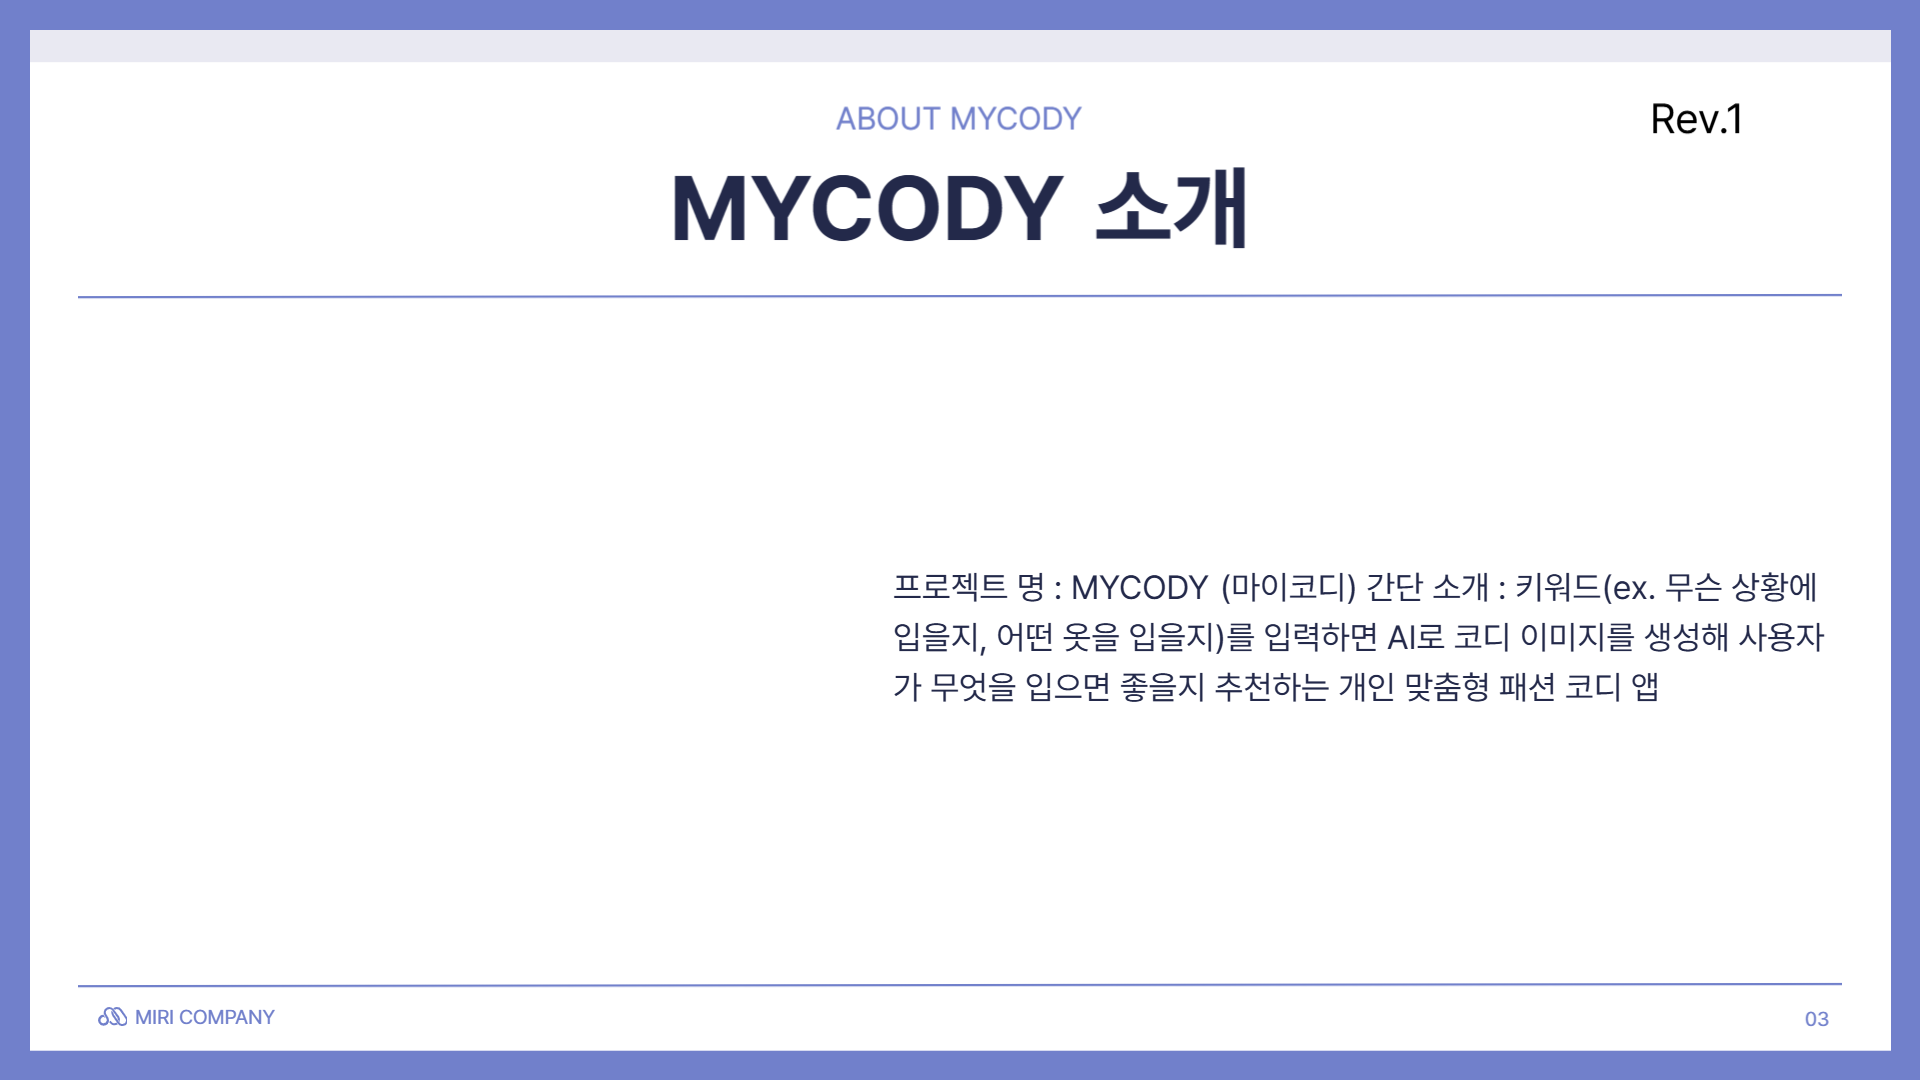 ABOUT MYCODY
Rev.1
MYCODY 소개
프로젝트 명 : MYCODY (마이코디) 간단 소개 : 키워드(ex. 무슨 상황에
입을지, 어떤 옷을 입을지)를 입력하면 AI로 코디 이미지를 생성해 사용자
가 무엇을 입으면 좋을지 추천하는 개인 맞춤형 패션 코디 앱
MIRI COMPANY
03